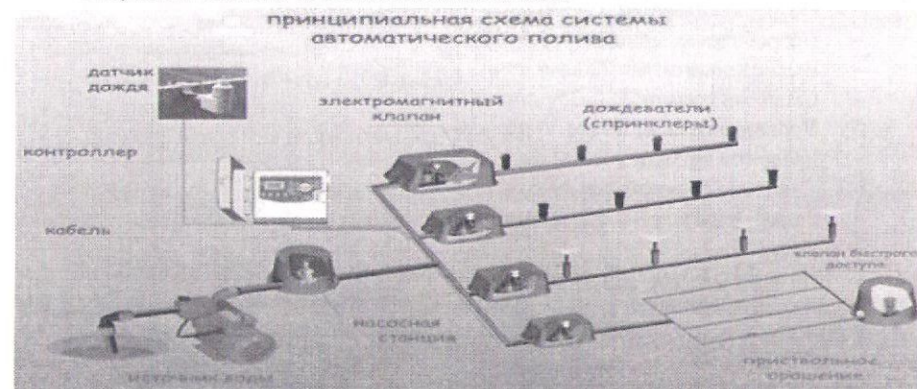 принципиальная схема системы
автоматического полива
датчик
дождя
электромагнитный
клапан
дождеватели
(спринклеры)
контроллер
кабель
клапан быстрого
доступа
насосная
станция
источник воды
приствольное
орошение